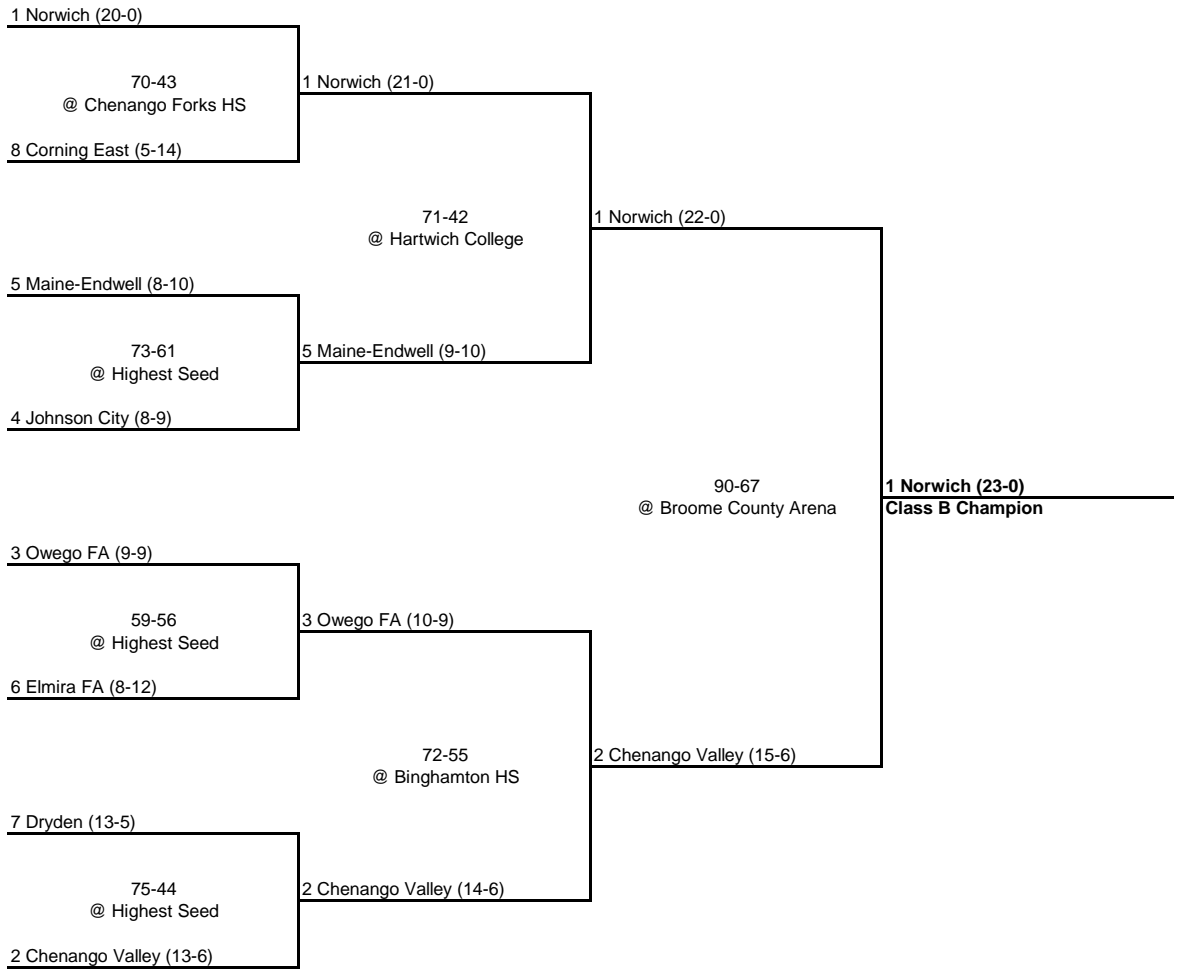 1 Norwich (20-0)
70-43
@ Chenango Forks HS
1 Norwich (21-0)
8 Corning East (5-14)
71-42
@ Hartwich College
1 Norwich (22-0)
5 Maine-Endwell (8-10)
73-61
@ Highest Seed
5 Maine-Endwell (9-10)
4 Johnson City (8-9)
90-67
@ Broome County Arena
1 Norwich (23-0)
Class B Champion
3 Owego FA (9-9)
59-56
@ Highest Seed
3 Owego FA (10-9)
6 Elmira FA (8-12)
72-55
@ Binghamton HS
2 Chenango Valley (15-6)
7 Dryden (13-5)
75-44
@ Highest Seed
2 Chenango Valley (14-6)
2 Chenango Valley (13-6)